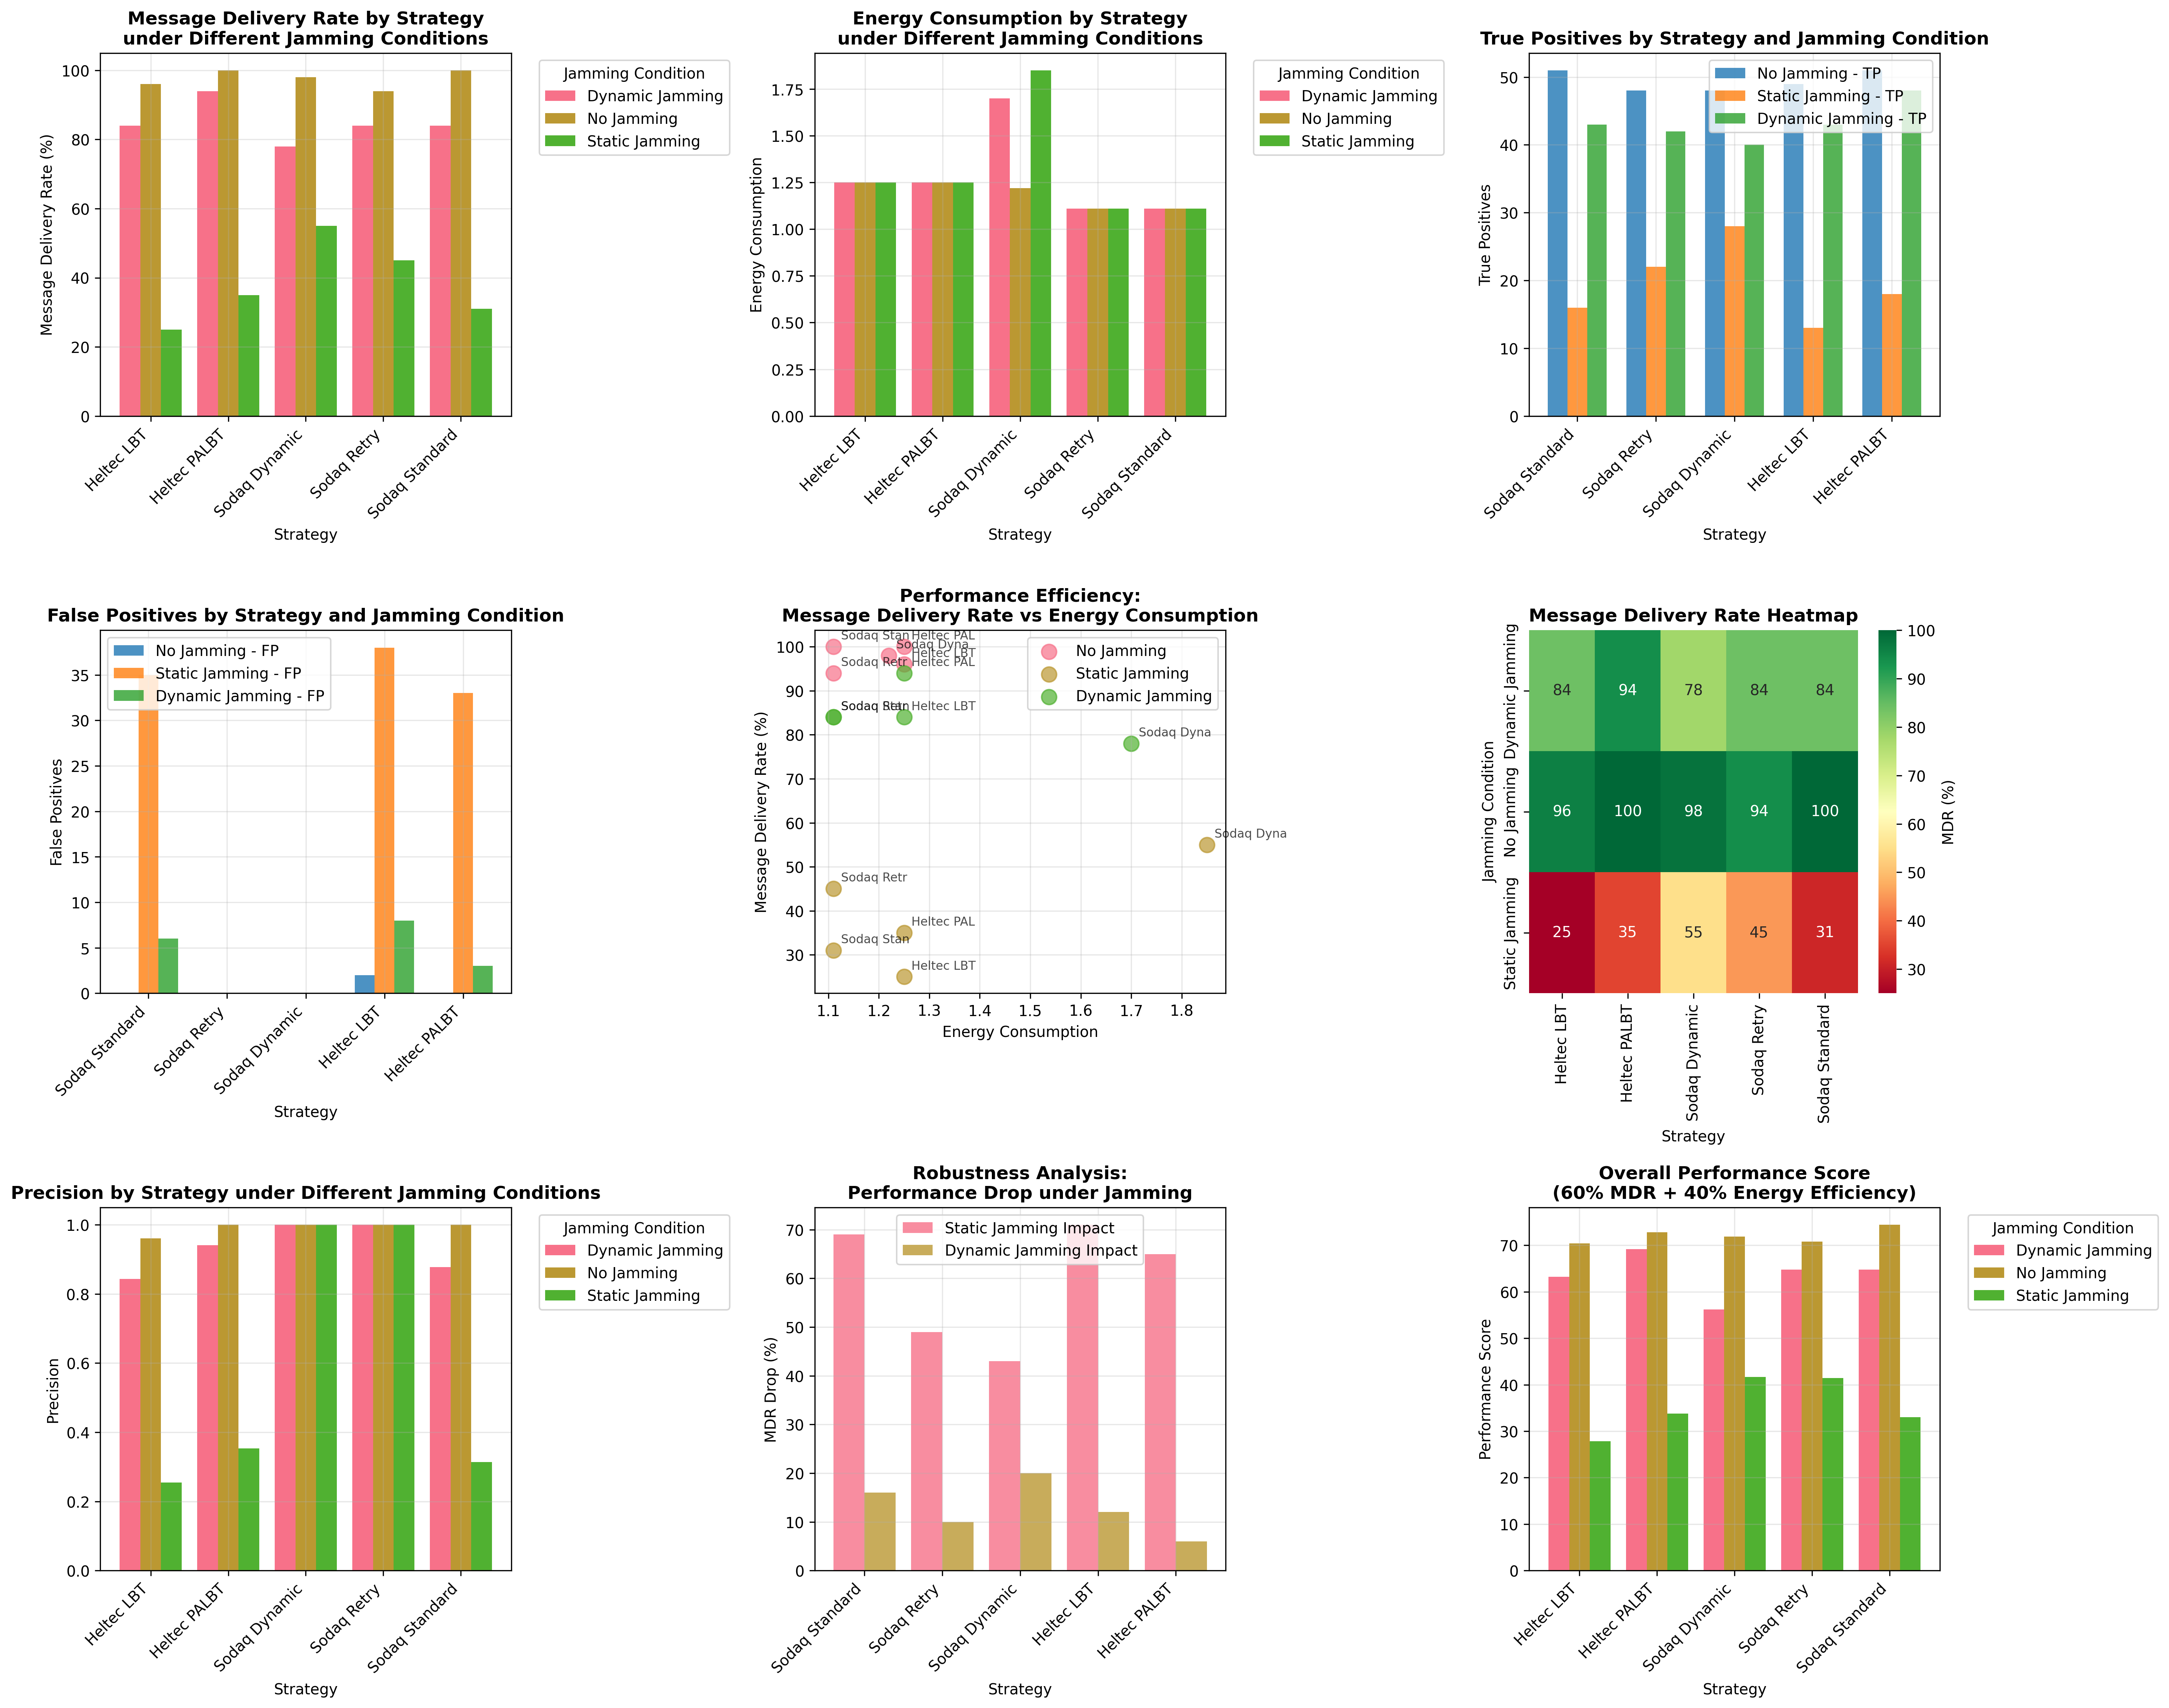 Message Delivery Rate by Strategy
under Different Jamming Conditions
Message Delivery Rate (%)
100
80
60
40
20
0
Heltec LBT
Heltec PALBT
Sodaq Dynamic
Sodaq Retry
Sodaq Standard
Strategy
Jamming Condition
Dynamic Jamming
No Jamming
Static Jamming
Energy Consumption by Strategy
under Different Jamming Conditions
Energy Consumption
1.75
1.50
1.25
1.00
0.75
0.50
0.25
0.00
Heltec LBT
Heltec PALBT
Sodaq Dynamic
Sodaq Retry
Sodaq Standard
Strategy
Jamming Condition
Dynamic Jamming
No Jamming
Static Jamming
True Positives by Strategy and Jamming Condition
True Positives
50
40
30
20
10
0
No Jamming - TP
Static Jamming - TP
Dynamic Jamming - TP
Sodaq Standard
Sodaq Retry
Sodaq Dynamic
Heltec LBT
Heltec PALBT
Strategy
False Positives by Strategy and Jamming Condition
False Positives
35
30
25
20
15
10
5
0
No Jamming - FP
Static Jamming - FP
Dynamic Jamming - FP
Sodaq Standard
Sodaq Retry
Sodaq Dynamic
Heltec LBT
Heltec PALBT
Strategy
Performance Efficiency:
Message Delivery Rate vs Energy Consumption
Message Delivery Rate (%)
100
90
80
70
60
50
40
30
1.1
1.2
1.3
1.4
1.5
1.6
1.7
1.8
Energy Consumption
No Jamming
Static Jamming
Dynamic Jamming
Sodaq Stan
Heltec PAL
Sodaq Dyna
Heltec LBT
Sodaq Retr
Heltec PAL
Sodaq Stan
Sodaq Retr
Heltec LBT
Sodaq Dyna
Sodaq Dyna
Sodaq Retr
Heltec PAL
Sodaq Stan
Heltec LBT
Message Delivery Rate Heatmap
Jamming Condition
Dynamic Jamming
No Jamming
Static Jamming
84 94 78 84 84
96 100 98 94 100
25 35 55 45 31
Heltec LBT
Heltec PALBT
Sodaq Dynamic
Sodaq Retry
Sodaq Standard
Strategy
100
90
80
70
60
50
40
30
MDR (%)
Precision by Strategy under Different Jamming Conditions
Precision
1.0
0.8
0.6
0.4
0.2
0.0
Heltec LBT
Heltec PALBT
Sodaq Dynamic
Sodaq Retry
Sodaq Standard
Strategy
Jamming Condition
Dynamic Jamming
No Jamming
Static Jamming
Robustness Analysis:
Performance Drop under Jamming
MDR Drop (%)
70
60
50
40
30
20
10
0
Static Jamming Impact
Dynamic Jamming Impact
Sodaq Standard
Sodaq Retry
Sodaq Dynamic
Heltec LBT
Heltec PALBT
Strategy
Overall Performance Score
(60% MDR + 40% Energy Efficiency)
Performance Score
70
60
50
40
30
20
10
0
Heltec LBT
Heltec PALBT
Sodaq Dynamic
Sodaq Retry
Sodaq Standard
Strategy
Jamming Condition
Dynamic Jamming
No Jamming
Static Jamming